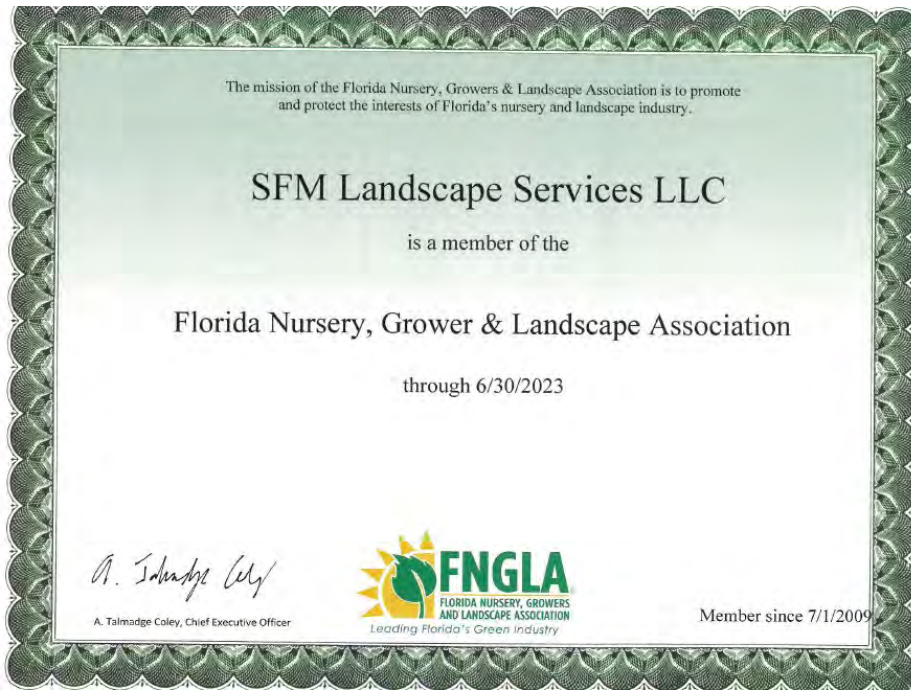 The mission of the Florida Nursery, Growers & Landscape Association is to promote
and protect the interests of Florida's nursery and landscape industry.
SFM Landscape Services LLC
is a member of the
Florida Nursery, Grower & Landscape Association
through 6/30/2023
A. Talmadge Coley
A. Talmadge Coley, Chief Executive Officer
FNGLA
FLORIDA NURSERY, GROWERS
AND LANDSCAPE ASSOCIATION
Leading Florida's Green Industry
Member since 7/1/2009